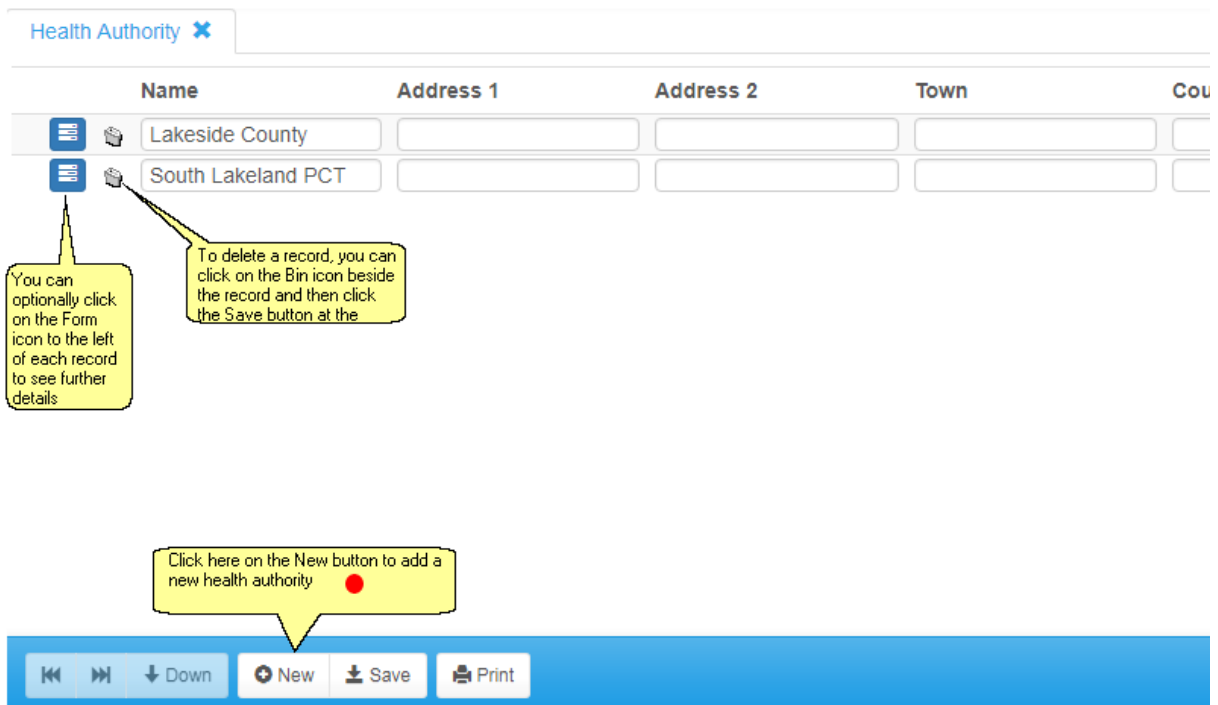 Health Authority
Name Address 1 Address 2 Town Cou
Lakeside County
South Lakeland PCT
To delete a record, you can
click on the Bin icon beside
the record and then click
the Save button at the
You can
optionally click
on the Form
icon to the left
of each record
to see further
details
Click here on the New button to add a
new health authority
Down New Save Print